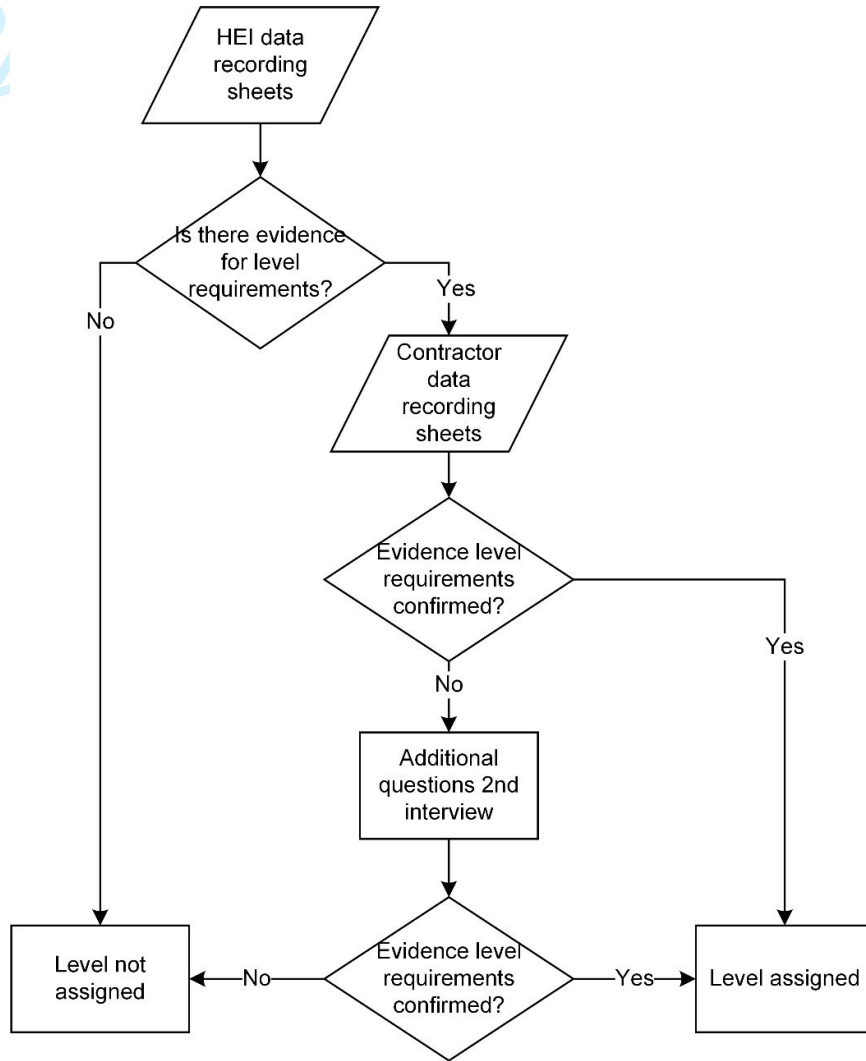 HEI data
recording
sheets
Is there evidence
for level
requirements?
No
Yes
Contractor
data
recording
sheets
Evidence level
requirements
confirmed?
Yes
No
Additional
questions 2nd
interview
Level not
assigned
No
Evidence level
requirements
confirmed?
Yes
Level assigned